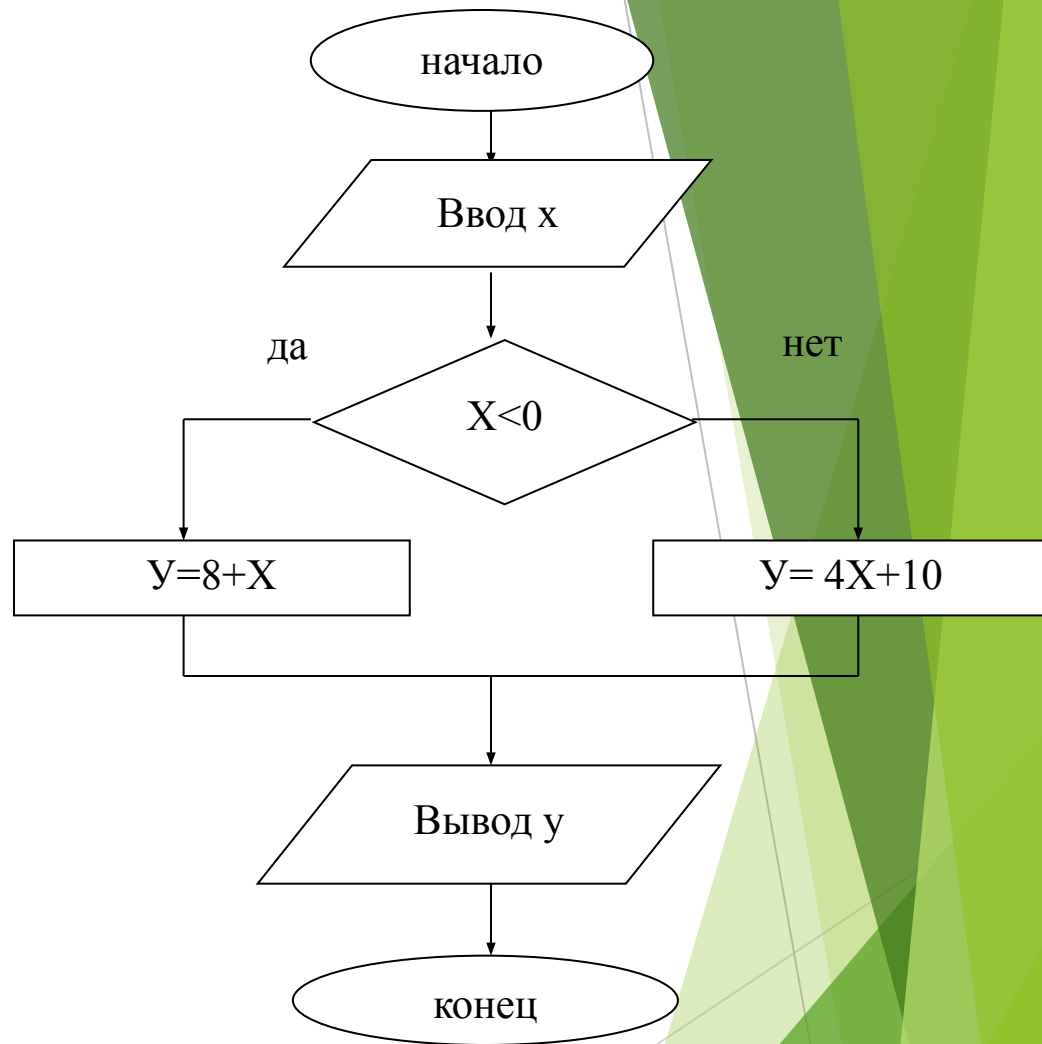 начало
Ввод x
да
нет
X<0
У=8+X
У= 4X+10
Вывод у
конец